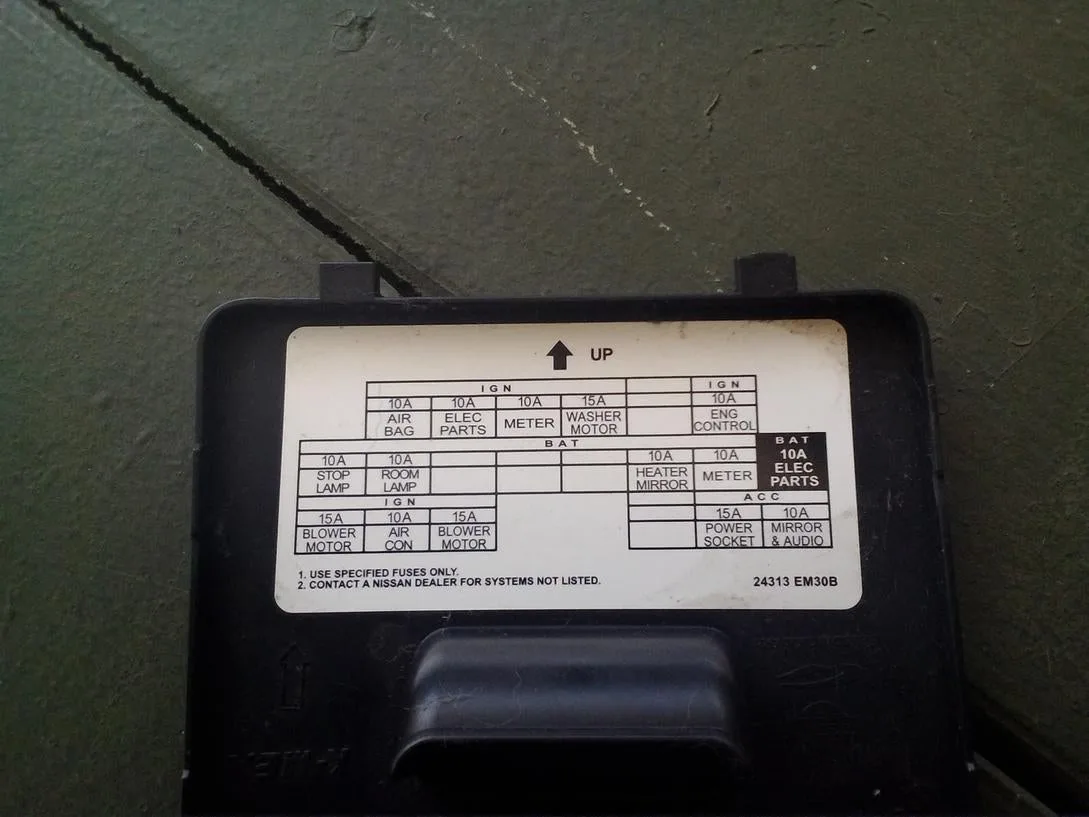 UP
IGN IGN
10A 10A 10A 15A 10A
AIR BAG ELEC PARTS METER WASHER MOTOR ENG CONTROL
BAT
BAT 10A ELEC PARTS
10A 10A 10A 10A
STOP LAMP ROOM LAMP HEATER MIRROR METER
IGN ACC
15A 10A 15A 15A 10A
BLOWER MOTOR AIR CON BLOWER MOTOR POWER SOCKET MIRROR & AUDIO
1. USE SPECIFIED FUSES ONLY.
2. CONTACT A NISSAN DEALER FOR SYSTEMS NOT LISTED. 24313 EM30B